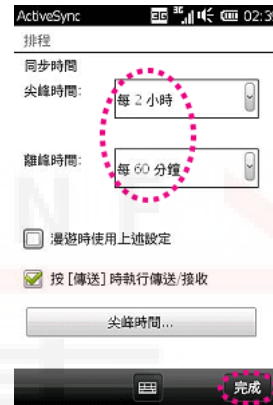 ActiveSync 3G 02:3
排程
同步時間
尖峰時間: 每 2 小時
離峰時間: 每 60 分鐘
漫遊時使用上述設定
按 [傳送] 時執行傳送/接收
尖峰時間...
完成